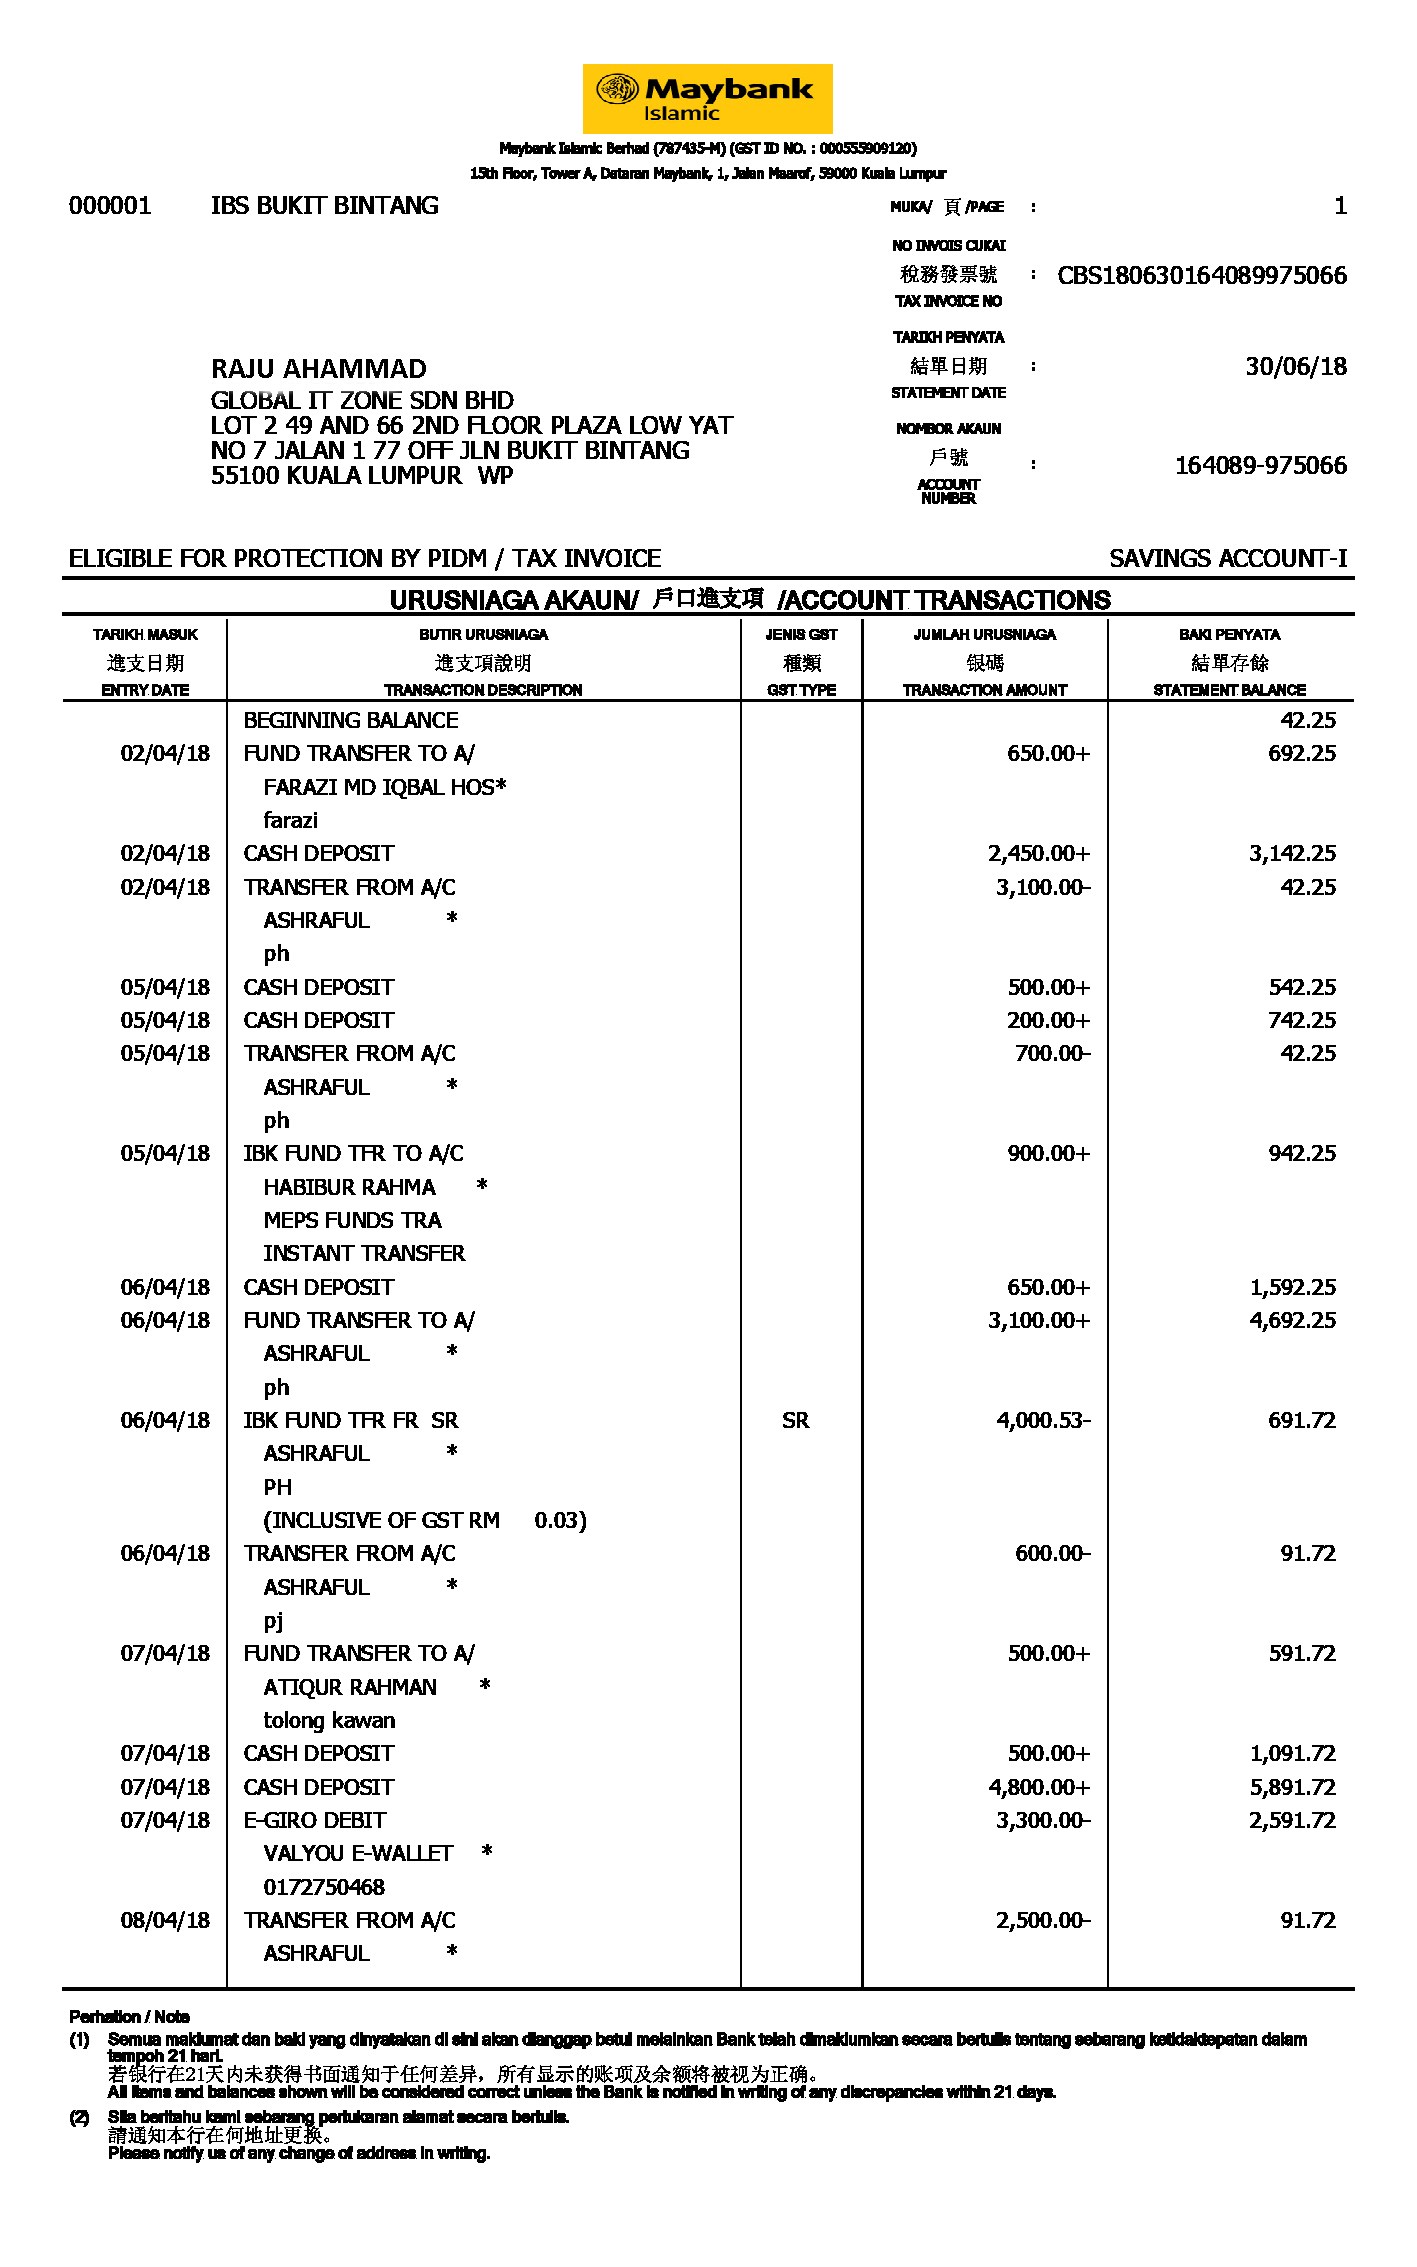 Maybank
Islamic
Maybank Islamic Berhad (787435-M) (GST ID NO. : 000555909120)
15th Floor, Tower A, Dataran Maybank, 1, Jalan Maarof, 59000 Kuala Lumpur
000001 IBS BUKIT BINTANG
MUKA/ 頁 /PAGE : 1
NO INVOIS CUKAI
稅務發票號 : CBS180630164089975066
TAX INVOICE NO
TARIKH PENYATA
結單日期 : 30/06/18
STATEMENT DATE
NOMBOR AKAUN
戶號 : 164089-975066
ACCOUNT
NUMBER
RAJU AHAMMAD
GLOBAL IT ZONE SDN BHD
LOT 2 49 AND 66 2ND FLOOR PLAZA LOW YAT
NO 7 JALAN 1 77 OFF JLN BUKIT BINTANG
55100 KUALA LUMPUR WP
ELIGIBLE FOR PROTECTION BY PIDM / TAX INVOICE SAVINGS ACCOUNT-I
URUSNIAGA AKAUN/ 戶口進支項 /ACCOUNT TRANSACTIONS
TARIKH MASUK BUTIR URUSNIAGA JENIS GST JUMLAH URUSNIAGA BAKI PENYATA
進支日期 進支項說明 種類 银碼 結單存餘
ENTRY DATE TRANSACTION DESCRIPTION GST TYPE TRANSACTION AMOUNT STATEMENT BALANCE
BEGINNING BALANCE 42.25
02/04/18 FUND TRANSFER TO A/ 650.00+ 692.25
FARAZI MD IQBAL HOS*
farazi
02/04/18 CASH DEPOSIT 2,450.00+ 3,142.25
02/04/18 TRANSFER FROM A/C 3,100.00- 42.25
ASHRAFUL *
ph
05/04/18 CASH DEPOSIT 500.00+ 542.25
05/04/18 CASH DEPOSIT 200.00+ 742.25
05/04/18 TRANSFER FROM A/C 700.00- 42.25
ASHRAFUL *
ph
05/04/18 IBK FUND TFR TO A/C 900.00+ 942.25
HABIBUR RAHMA *
MEPS FUNDS TRA
INSTANT TRANSFER
06/04/18 CASH DEPOSIT 650.00+ 1,592.25
06/04/18 FUND TRANSFER TO A/ 3,100.00+ 4,692.25
ASHRAFUL *
ph
06/04/18 IBK FUND TFR FR SR SR 4,000.53- 691.72
ASHRAFUL *
PH
(INCLUSIVE OF GST RM 0.03)
06/04/18 TRANSFER FROM A/C 600.00- 91.72
ASHRAFUL *
pj
07/04/18 FUND TRANSFER TO A/ 500.00+ 591.72
ATIQUR RAHMAN *
tolong kawan
07/04/18 CASH DEPOSIT 500.00+ 1,091.72
07/04/18 CASH DEPOSIT 4,800.00+ 5,891.72
07/04/18 E-GIRO DEBIT 3,300.00- 2,591.72
VALYOU E-WALLET *
0172750468
08/04/18 TRANSFER FROM A/C 2,500.00- 91.72
ASHRAFUL *
Perhation / Note
(1) Semua maklumat dan baki yang dinyatakan di sini akan dianggap betul melainkan Bank telah dimaklumkan secara bertulis tentang sebarang ketidaktepatan dalam
tempoh 21 hari.
若银行在21天内未获得书面通知于任何差异，所有显示的账项及余额将被视为正确。
All items and balances shown will be considered correct unless the Bank is notified in writing of any discrepancies within 21 days.
(2) Sila beritahu kami sebarang pertukaran alamat secara bertulis.
請通知本行在何地址更换。
Please notify us of any change of address in writing.